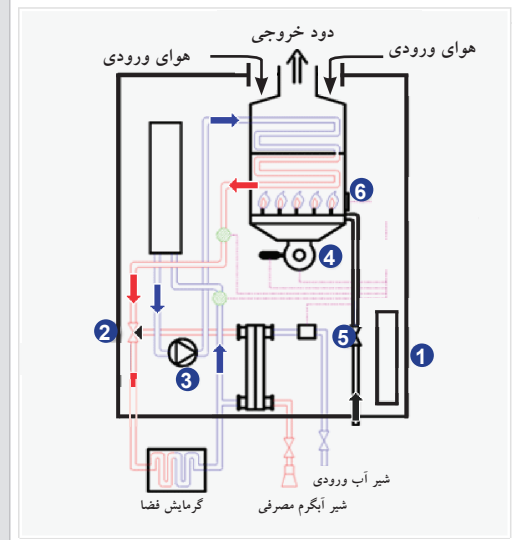 دود خروجی
هوای ورودی
هوای ورودی
6
4
2
5
1
3
شیر آب ورودی
شیر آبگرم مصرفی
گرمایش فضا